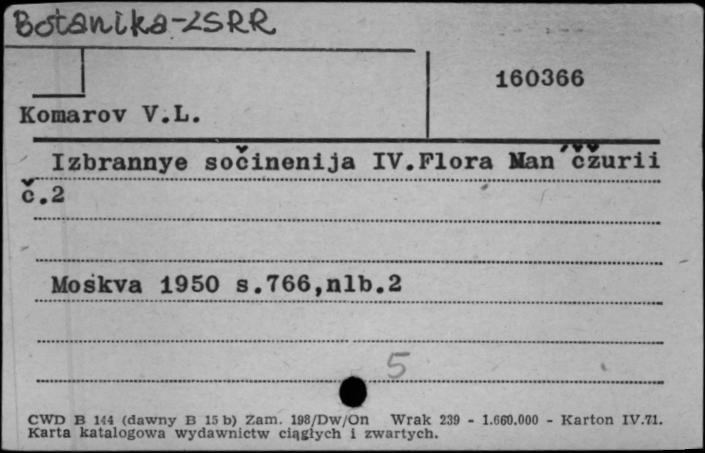 Botanika-ZSRR
160366
Komarov V.L.
Izbrannye sočinenija IV.Flora Man´čžurii
č.2
Moskva 1950 s.766,nlb.2
5
CWD B 144 (dawny B 15 b) Zam. 198/Dw/On Wrak 239 - 1.660.000 - Karton IV.71.
Karta katalogowa wydawnictw ciągłych i zwartych.